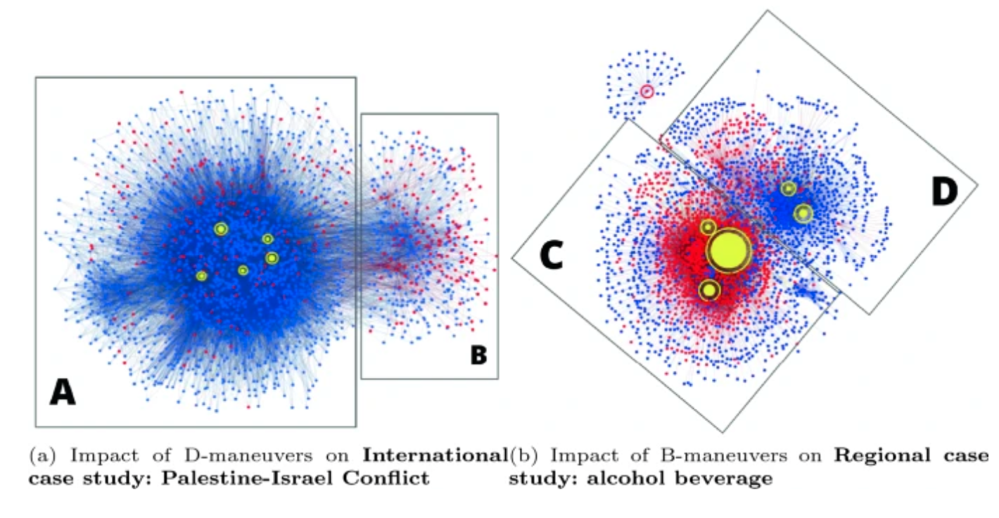 A
B
C
D
(a) Impact of D-maneuvers on International
case study: Palestine-Israel Conflict
(b) Impact of B-maneuvers on Regional case
study: alcohol beverage